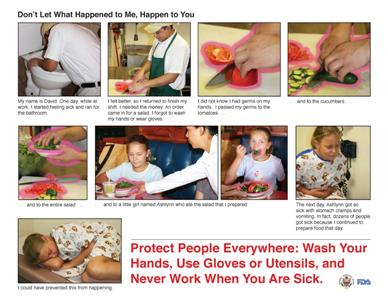 Don't Let What Happened to Me, Happen to You
My name is David. One day, while at
work, I started feeling sick and ran for
the bathroom.
I felt better, so I returned to finish my
shift. I needed the money. An order
came in for a salad. I forgot to wash
my hands or wear gloves.
I did not know I had germs on my
hands. I passed my germs to the
tomatoes . . .
. . . and to the cucumbers . . .
. . . and to the entire salad . . .
. . . and to a little girl named Ashlynn who ate the salad that I prepared.
The next day, Ashlynn got so
sick with stomach cramps and
vomiting. In fact, dozens of people
got sick because I continued to
prepare food that day.
I could have prevented this from happening.
Protect People Everywhere: Wash Your
Hands, Use Gloves or Utensils, and
Never Work When You Are Sick.
FDA